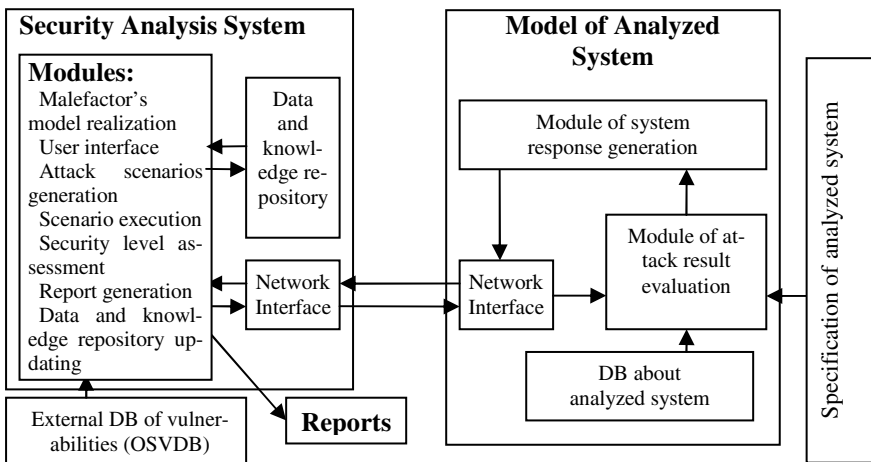 Security Analysis System
Modules:
Malefactor's
model realization
User interface
Attack scenarios
generation
Scenario execution
Security level as-
sessment
Report generation
Data and knowl-
edge repository up-
dating
Data
and
knowl-
edge re-
pository
Network
Interface
External DB of vulner-
abilities (OSVDB)
Reports
Model of Analyzed
System
Module of system
response generation
Network
Interface
Module of at-
tack result
evaluation
DB about
analyzed system
Specification of analyzed system